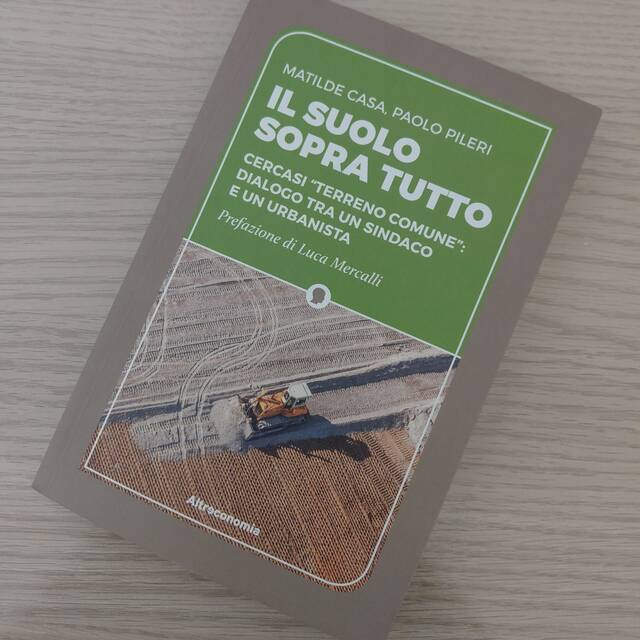 MATILDE CASA, PAOLO PILERI
IL SUOLO
SOPRA TUTTO
CERCASI "TERRENO COMUNE":
DIALOGO TRA UN SINDACO
E UN URBANISTA
Prefazione di Luca Mercalli
Altreconomia